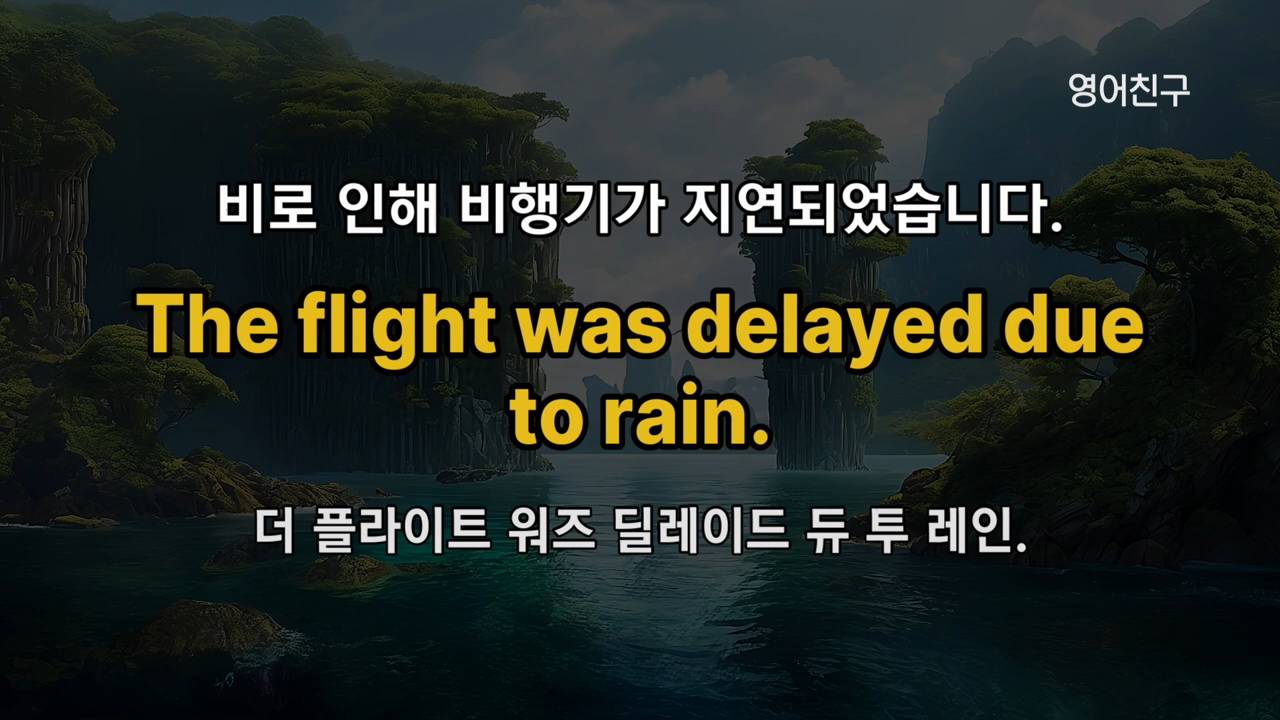 영어친구
비로 인해 비행기가 지연되었습니다.
The flight was delayed due
to rain.
더 플라이트 워즈 딜레이드 듀 투 레인.